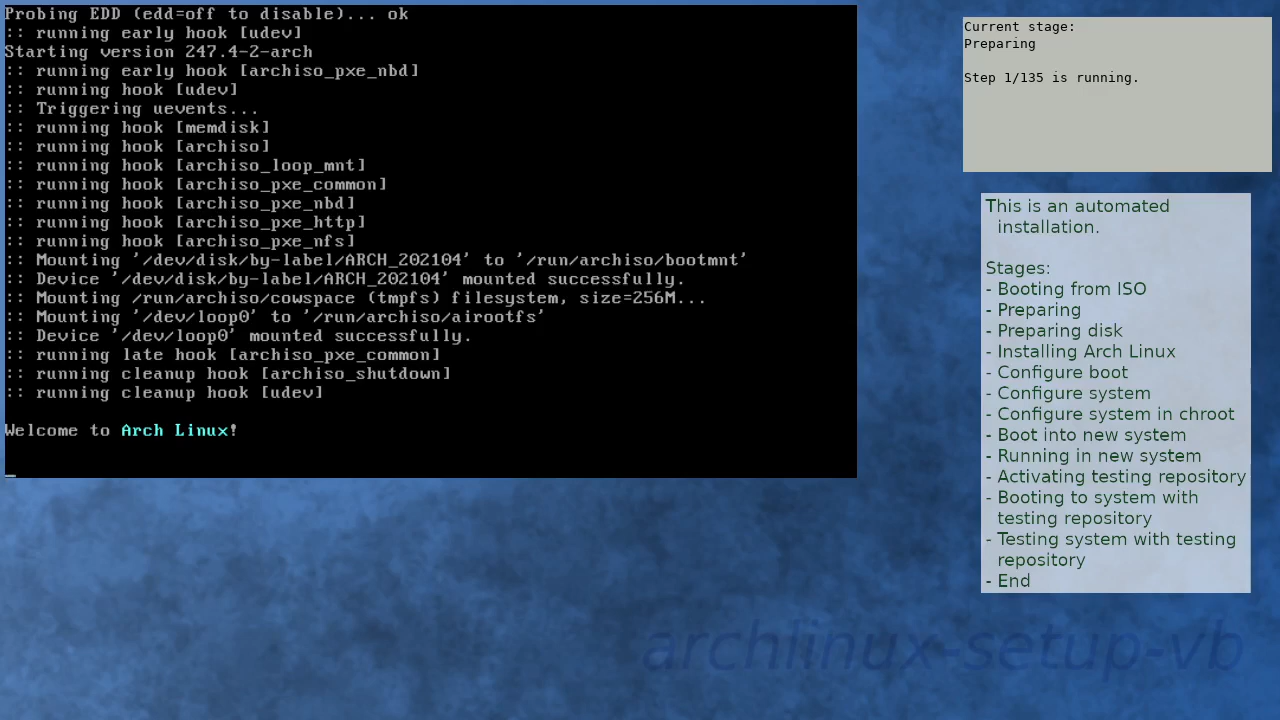 Probing EDD (edd=off to disable)... ok
:: running early hook [udev]
Starting version 247.4-2-arch
:: running early hook [archiso_pxe_nbd]
:: running hook [udev]
:: Triggering uevents...
:: running hook [memdisk]
:: running hook [archiso]
:: running hook [archiso_loop_mnt]
:: running hook [archiso_pxe_common]
:: running hook [archiso_pxe_nbd]
:: running hook [archiso_pxe_http]
:: running hook [archiso_pxe_nfs]
:: Mounting '/dev/disk/by-label/ARCH_202104' to '/run/archiso/bootmnt'
:: Device '/dev/disk/by-label/ARCH_202104' mounted successfully.
:: Mounting /run/archiso/cowspace (tmpfs) filesystem, size=256M...
:: Mounting '/dev/loop0' to '/run/archiso/airootfs'
:: Device '/dev/loop0' mounted successfully.
:: running late hook [archiso_pxe_common]
:: running cleanup hook [archiso_shutdown]
:: running cleanup hook [udev]
Welcome to Arch Linux!
Current stage:
Preparing
Step 1/135 is running.
This is an automated
installation.
Stages:
- Booting from ISO
- Preparing
- Preparing disk
- Installing Arch Linux
- Configure boot
- Configure system
- Configure system in chroot
- Boot into new system
- Running in new system
- Activating testing repository
- Booting to system with
testing repository
- Testing system with testing
repository
- End
archlinux-setup-vb